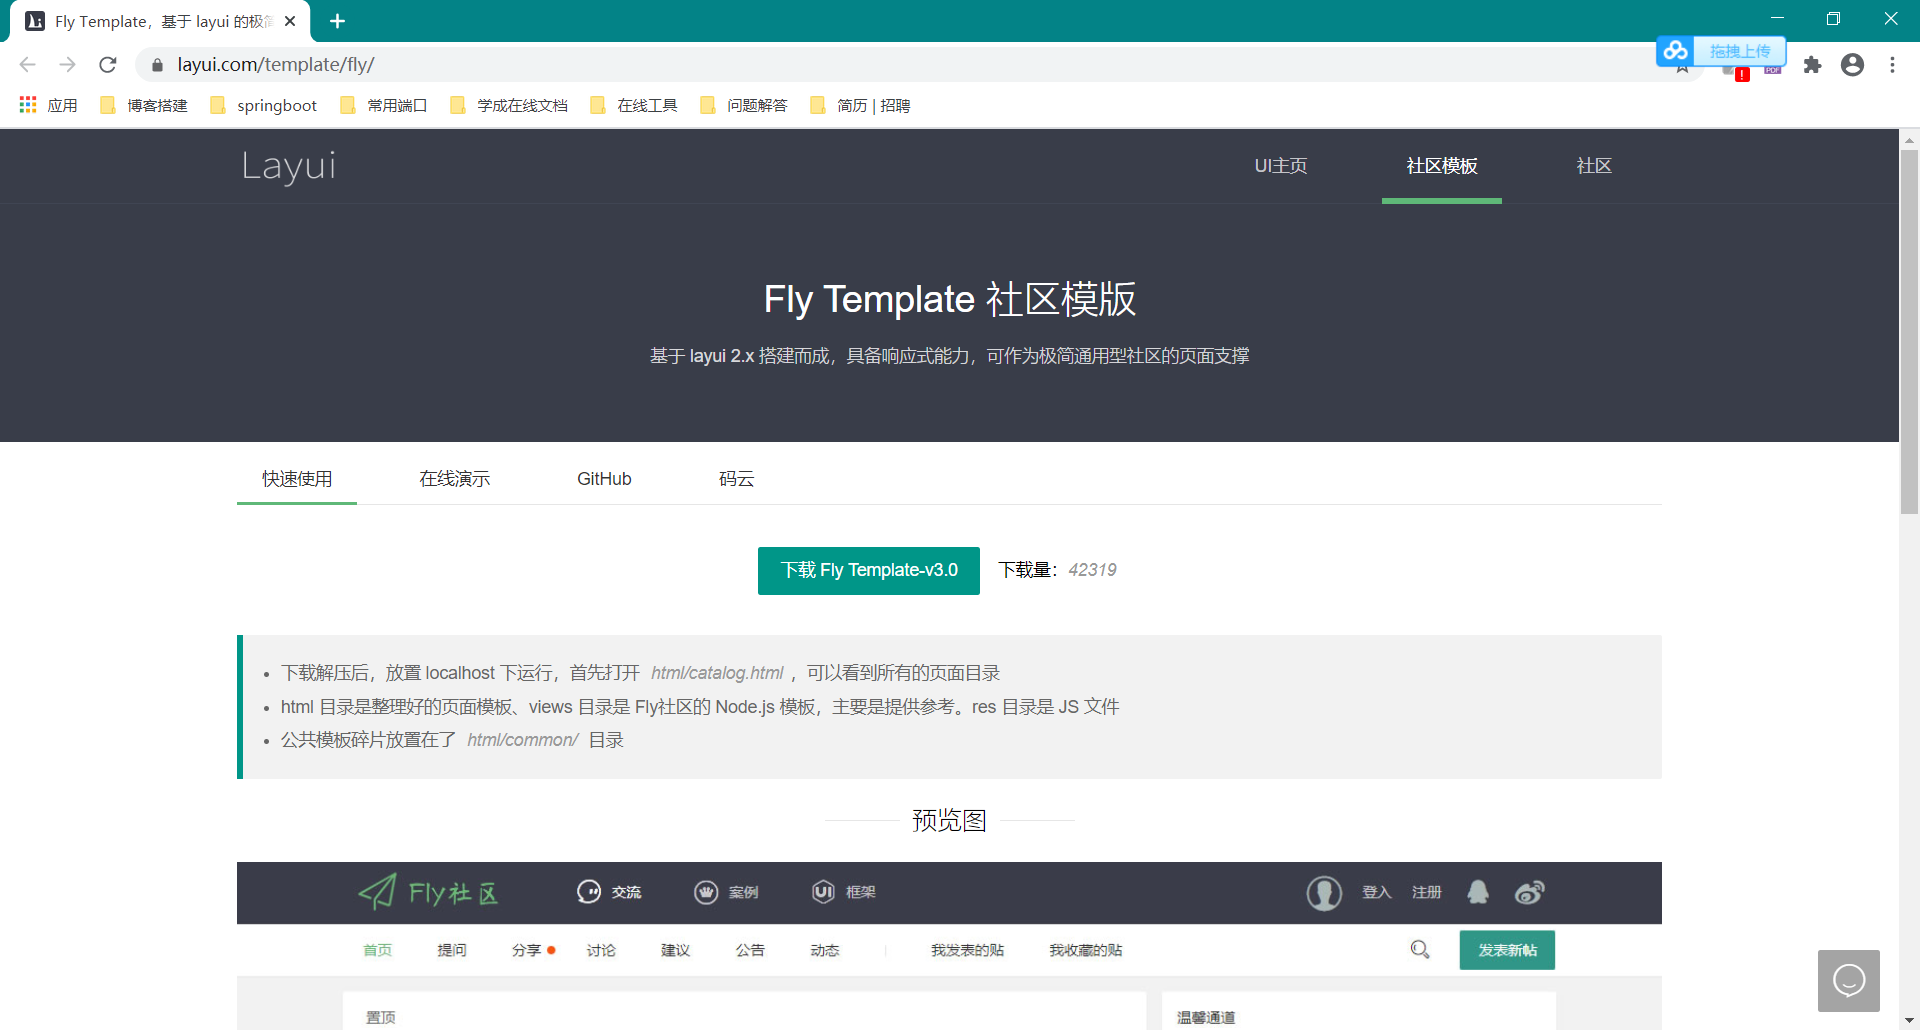 Fly Template，基于 layui 的极简
layui.com/template/fly/
拖拽上传
PDF
应用 博客搭建 springboot 常用端口 学成在线文档 在线工具 问题解答 简历 | 招聘
Layui UI主页 社区模板 社区
Fly Template 社区模版
基于 layui 2.x 搭建而成，具备响应式能力，可作为极简通用型社区的页面支撑
快速使用 在线演示 GitHub 码云
下载 Fly Template-v3.0 下载量：42319
下载解压后，放置 localhost 下运行，首先打开 html/catalog.html ，可以看到所有的页面目录
html 目录是整理好的页面模板、views 目录是 Fly社区的 Node.js 模板，主要是提供参考。res 目录是 JS 文件
公共模板碎片放置在了 html/common/ 目录
预览图
Fly社区 交流 案例 UI 框架 登入 注册
首页 提问 分享 讨论 建议 公告 动态 我发表的贴 我收藏的贴 发表新帖
置顶 温馨通道